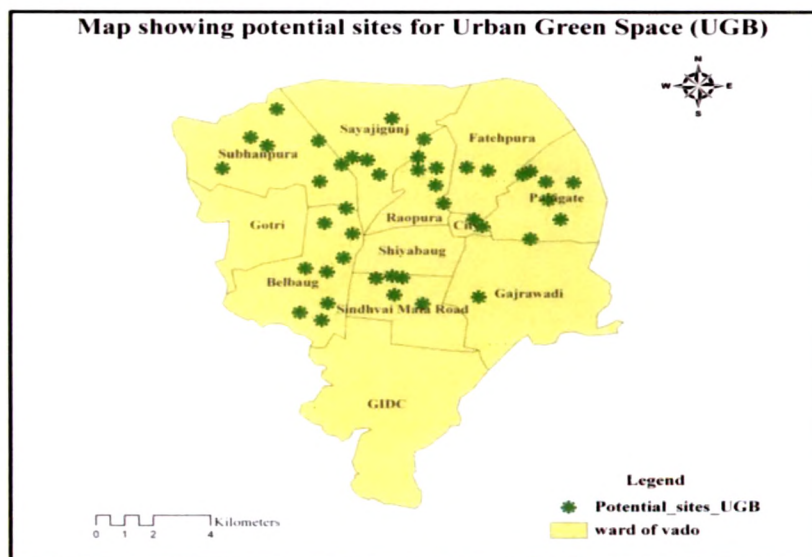 Map showing potential sites for Urban Green Space (UGB)
N
W E
S
Sayajigunj
Fatehpura
Subhanpura
Panigate
Gotri
Raopura
City
Shiyabaug
Belbaug
Gajrawadi
Sindhvai Mata Road
GIDC
Legend
Potential_sites_UGB
ward of vado
Kilometers
0 1 2 4